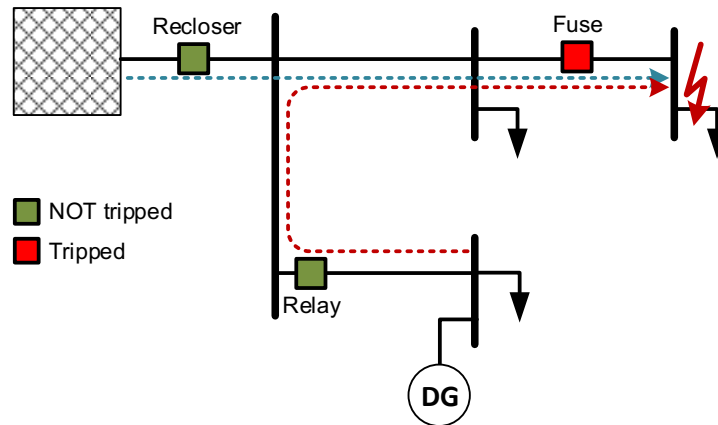 Recloser
Fuse
NOT tripped
Tripped
Relay
DG